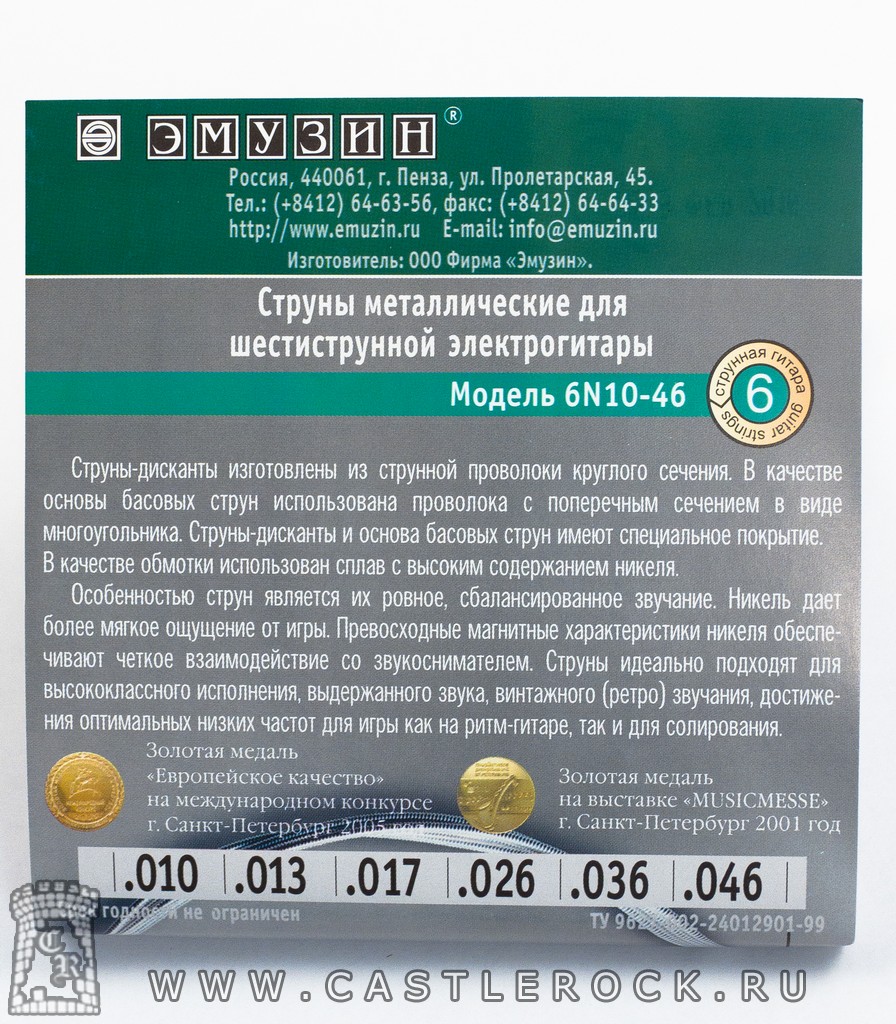 ЭМУЗИН®
Россия, 440061, г. Пенза, ул. Пролетарская, 45.
Тел.: (+8412) 64-63-56, факс: (+8412) 64-64-33
http://www.emuzin.ru E-mail: info@emuzin.ru
Изготовитель: ООО Фирма «Эмузин».
Струны металлические для
шестиструнной электрогитары
Модель 6N10-46
струнная гитара
6
guitar strings
Струны-дисканты изготовлены из струнной проволоки круглого сечения. В качестве
основы басовых струн использована проволока с поперечным сечением в виде
многоугольника. Струны-дисканты и основа басовых струн имеют специальное покрытие.
В качестве обмотки использован сплав с высоким содержанием никеля.
Особенностью струн является их ровное, сбалансированное звучание. Никель дает
более мягкое ощущение от игры. Превосходные магнитные характеристики никеля обеспе-
чивают четкое взаимодействие со звукоснимателем. Струны идеально подходят для
высококлассного исполнения, выдержанного звука, винтажного (ретро) звучания, достиже-
ния оптимальных низких частот для игры как на ритм-гитаре, так и для солирования.
Золотая медаль
«Европейское качество»
на международном конкурсе
г. Санкт-Петербург 2005 год
Золотая медаль
на выставке «MUSICMESSE»
г. Санкт-Петербург 2001 год
.010 .013 .017 .026 .036 .046
срок годности не ограничен
ТУ
CR
WWW.CASTLEROCK.RU